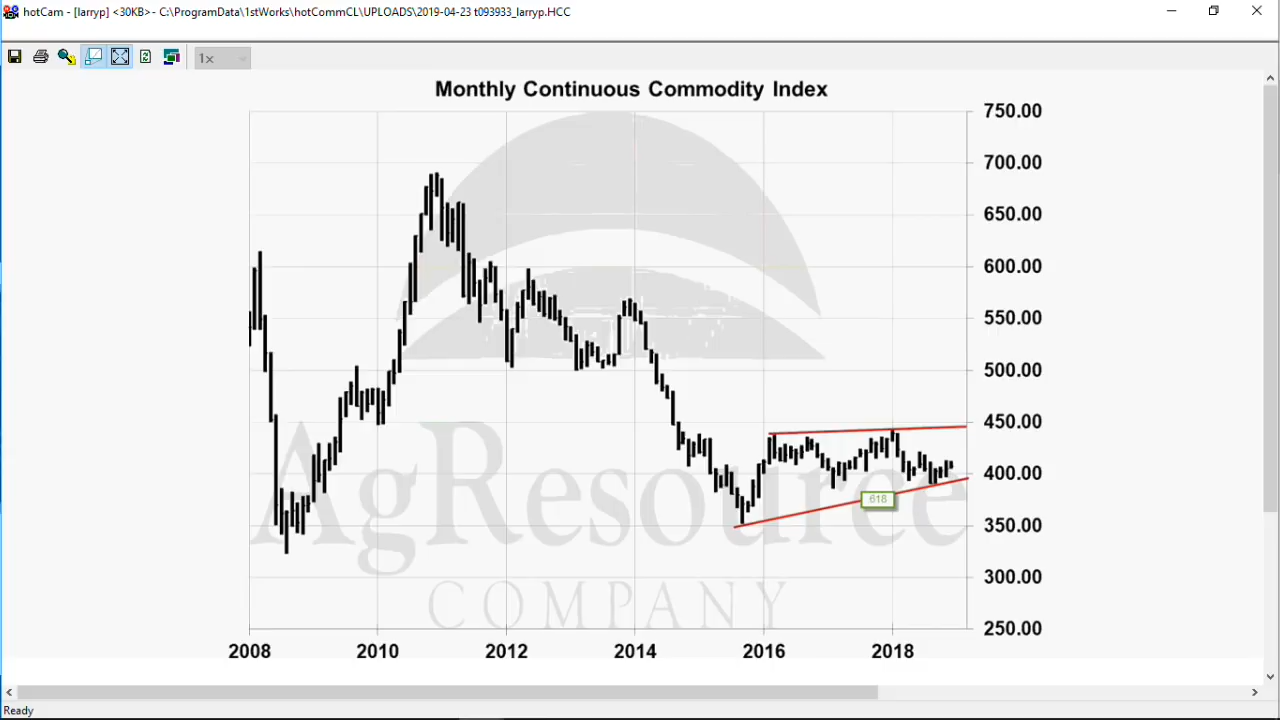 hotCam - [larryp] <30KB>- C:\ProgramData\1stWorks\hotCommCL\UPLOADS\2019-04-23 t093933_larryp.HCC
1x
Monthly Continuous Commodity Index
750.00
700.00
650.00
600.00
550.00
500.00
450.00
400.00
350.00
300.00
250.00
618
AgResource
COMPANY
2008 2010 2012 2014 2016 2018
Ready